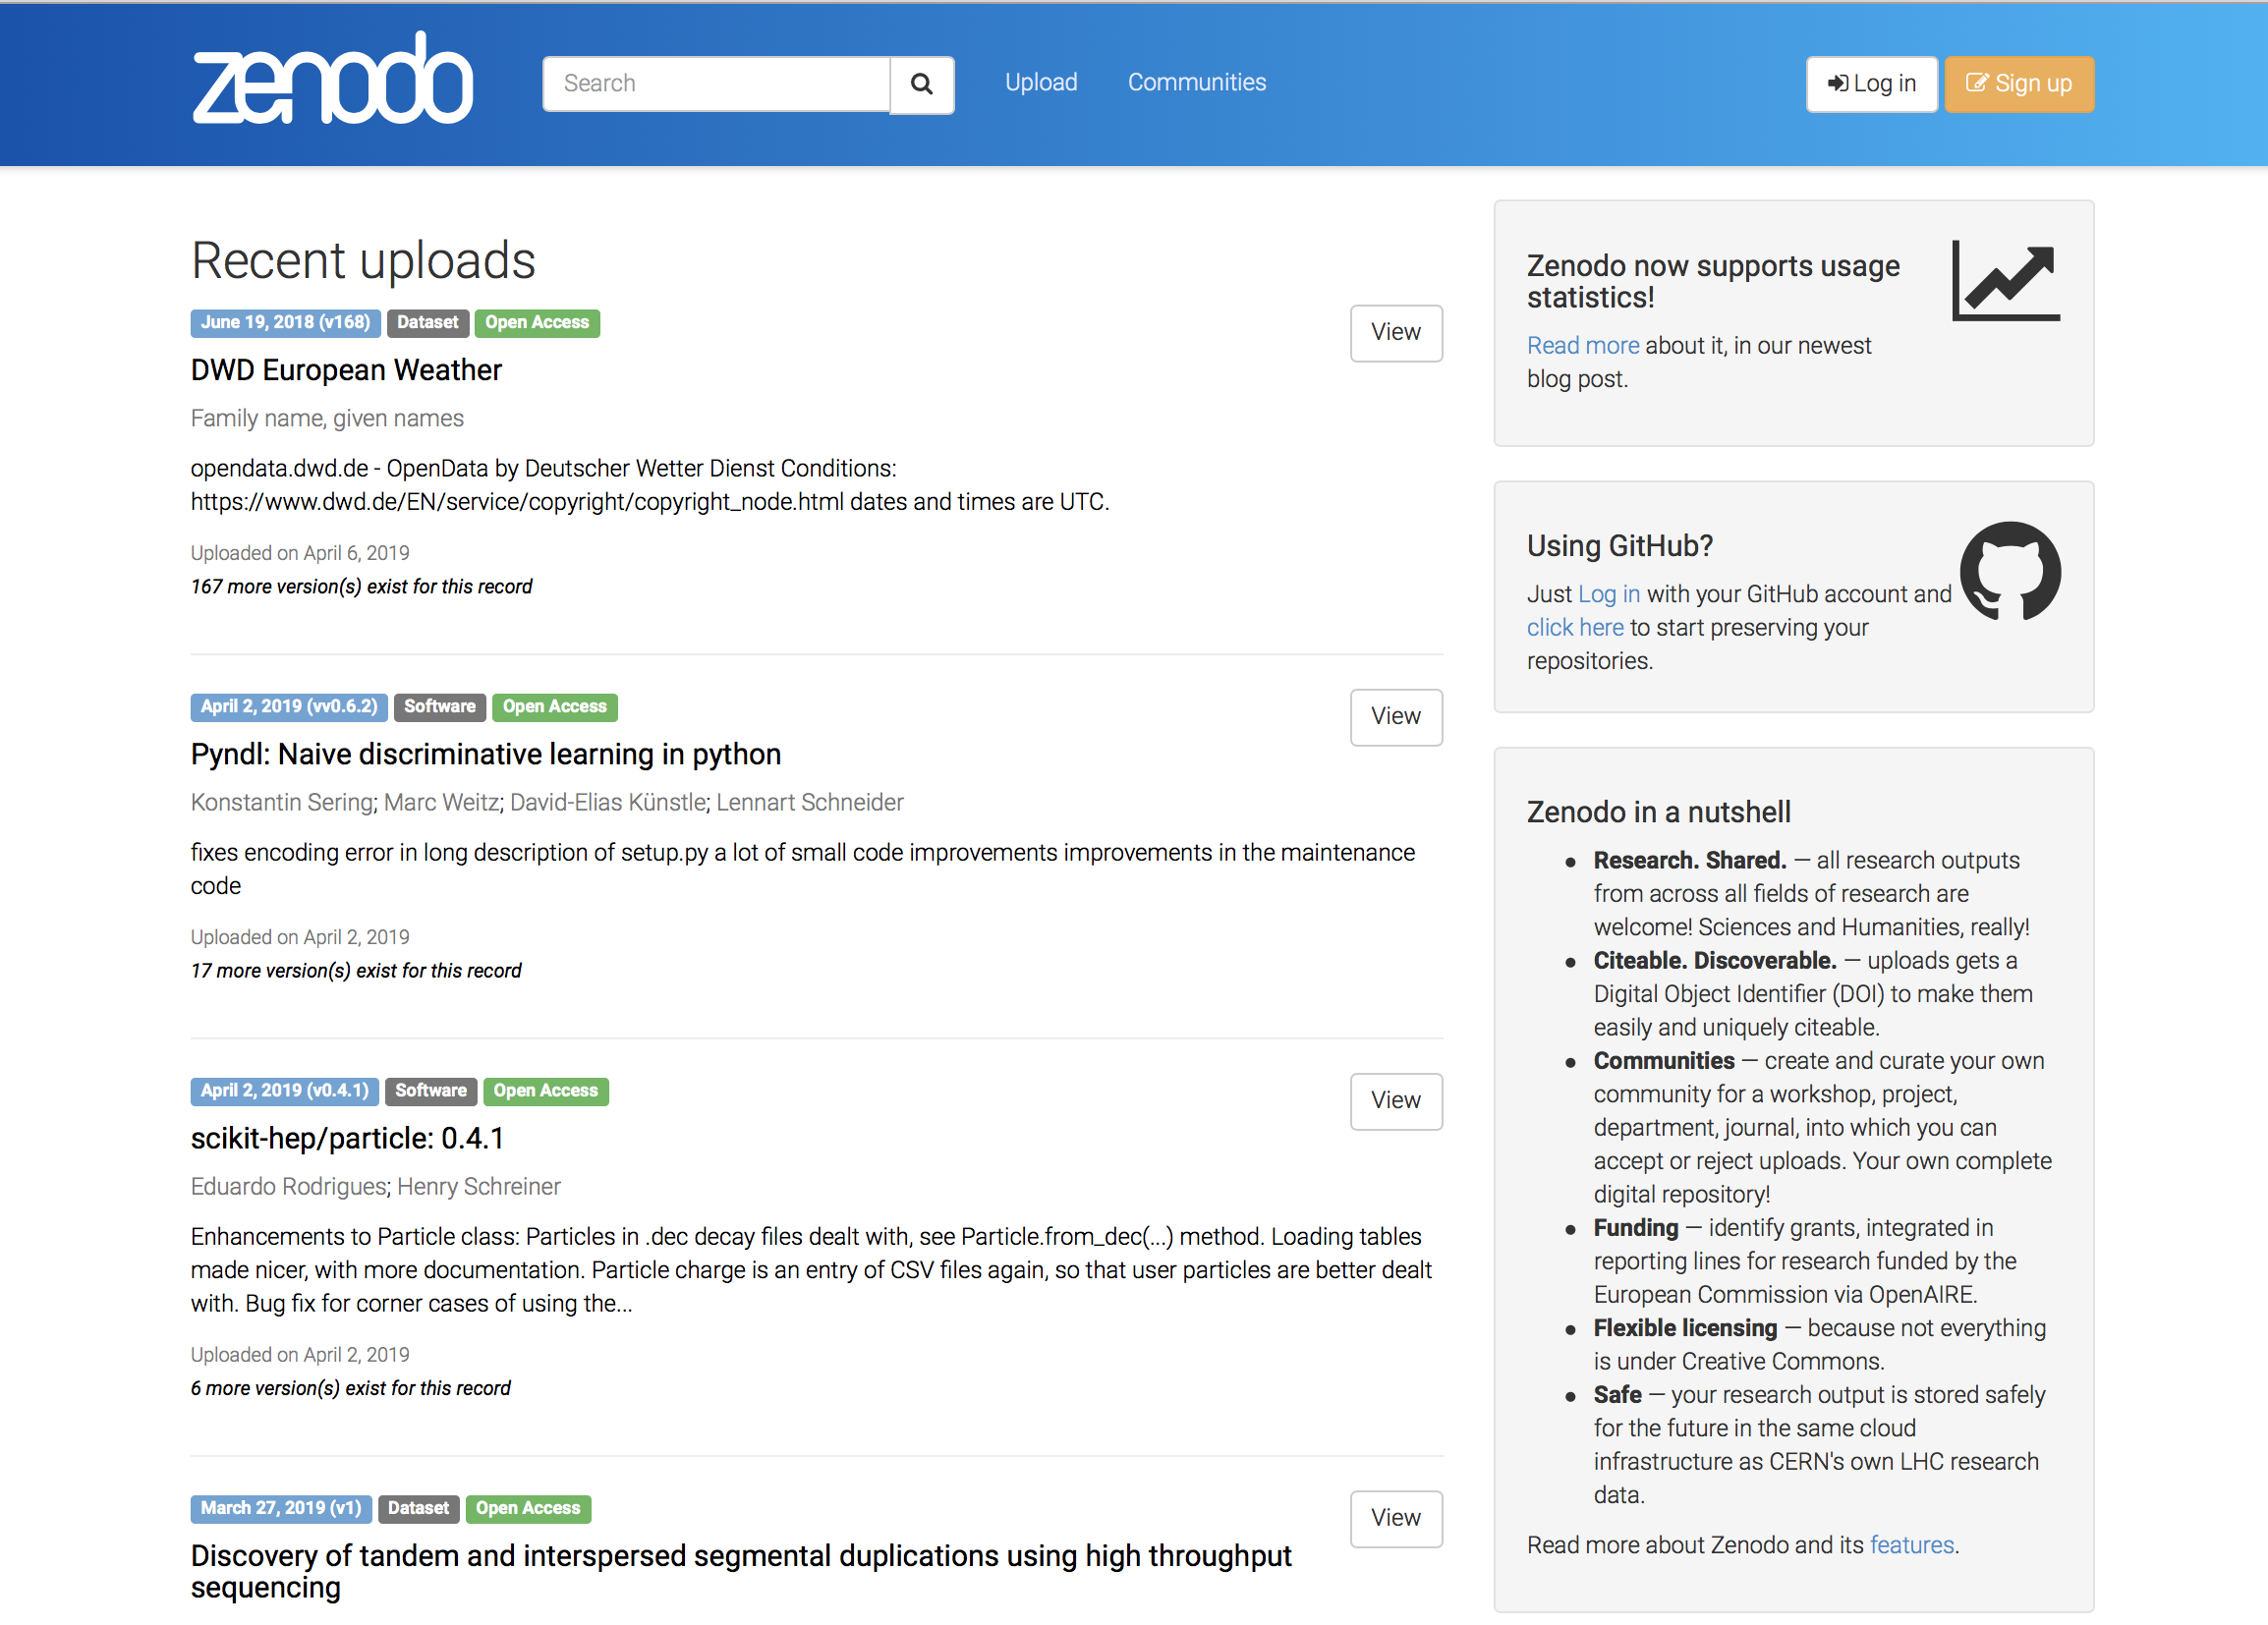 zenodo
Search
Upload
Communities
Log in
Sign up
Recent uploads
June 19, 2018 (v168) Dataset Open Access
View
DWD European Weather
Family name, given names
opendata.dwd.de - OpenData by Deutscher Wetter Dienst Conditions:
https://www.dwd.de/EN/service/copyright/copyright_node.html dates and times are UTC.
Uploaded on April 6, 2019
167 more version(s) exist for this record
April 2, 2019 (vv0.6.2) Software Open Access
View
Pyndl: Naive discriminative learning in python
Konstantin Sering; Marc Weitz; David-Elias Künstle; Lennart Schneider
fixes encoding error in long description of setup.py a lot of small code improvements improvements in the maintenance
code
Uploaded on April 2, 2019
17 more version(s) exist for this record
April 2, 2019 (v0.4.1) Software Open Access
View
scikit-hep/particle: 0.4.1
Eduardo Rodrigues; Henry Schreiner
Enhancements to Particle class: Particles in .dec decay files dealt with, see Particle.from_dec(...) method. Loading tables
made nicer, with more documentation. Particle charge is an entry of CSV files again, so that user particles are better dealt
with. Bug fix for corner cases of using the...
Uploaded on April 2, 2019
6 more version(s) exist for this record
March 27, 2019 (v1) Dataset Open Access
View
Discovery of tandem and interspersed segmental duplications using high throughput
sequencing
Zenodo now supports usage
statistics!
Read more about it, in our newest
blog post.
Using GitHub?
Just Log in with your GitHub account and
click here to start preserving your
repositories.
Zenodo in a nutshell
• Research. Shared. — all research outputs
from across all fields of research are
welcome! Sciences and Humanities, really!
• Citeable. Discoverable. — uploads gets a
Digital Object Identifier (DOI) to make them
easily and uniquely citeable.
• Communities — create and curate your own
community for a workshop, project,
department, journal, into which you can
accept or reject uploads. Your own complete
digital repository!
• Funding — identify grants, integrated in
reporting lines for research funded by the
European Commission via OpenAIRE.
• Flexible licensing — because not everything
is under Creative Commons.
• Safe — your research output is stored safely
for the future in the same cloud
infrastructure as CERN's own LHC research
data.
Read more about Zenodo and its features.